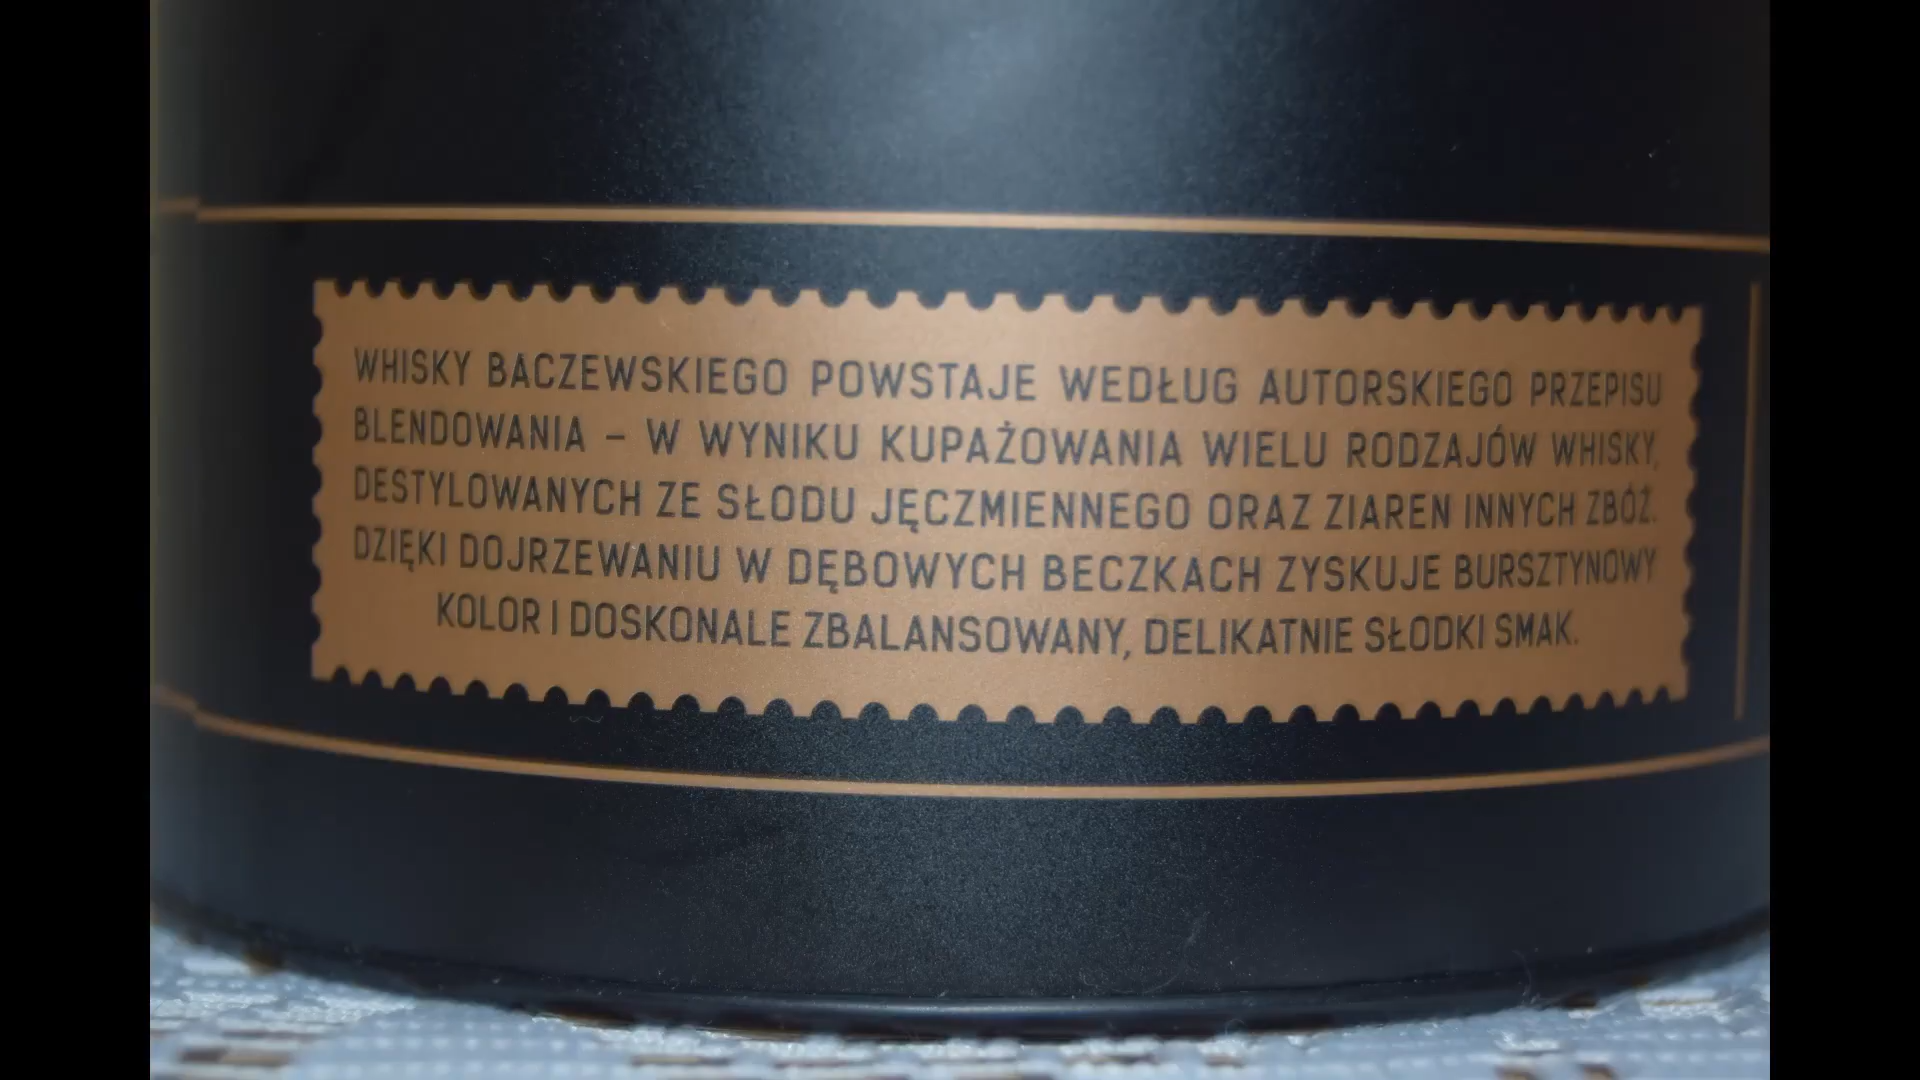 WHISKY BACZEWSKIEGO POWSTAJE WEDŁUG AUTORSKIEGO PRZEPISU
BLENDOWANIA – W WYNIKU KUPAŻOWANIA WIELU RODZAJÓW WHISKY,
DESTYLOWANYCH ZE SŁODU JĘCZMIENNEGO ORAZ ZIAREN INNYCH ZBÓŻ.
DZIĘKI DOJRZEWANIU W DĘBOWYCH BECZKACH ZYSKUJE BURSZTYNOWY
KOLOR I DOSKONALE ZBALANSOWANY, DELIKATNIE SŁODKI SMAK.